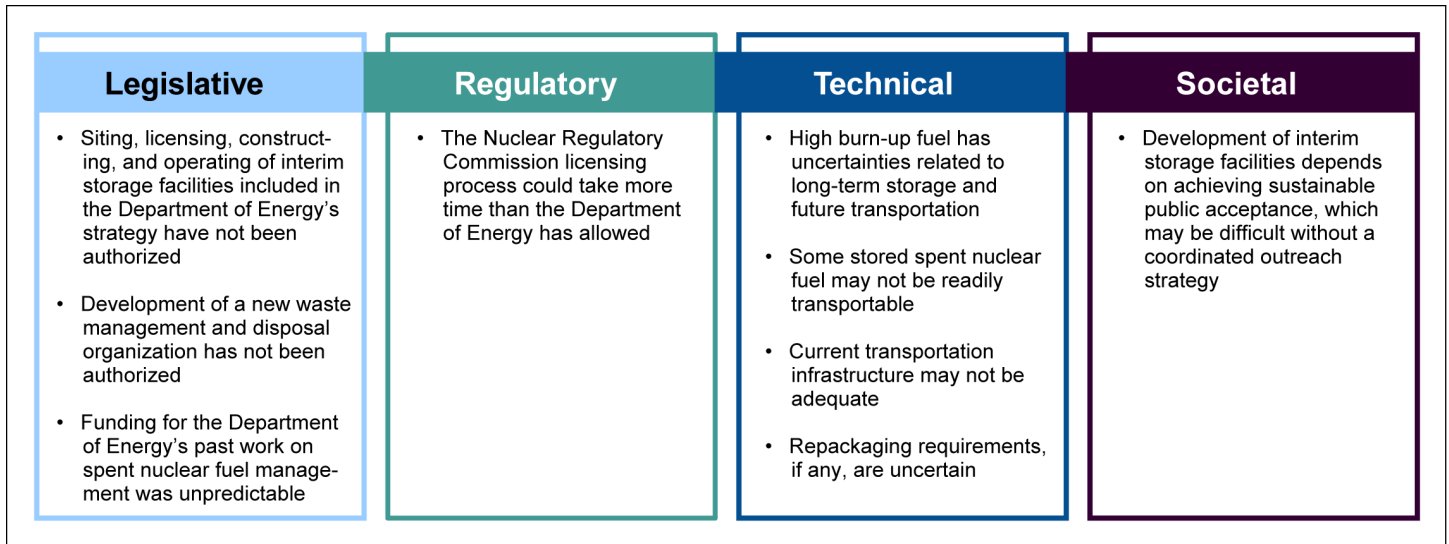 Legislative
• Siting, licensing, construct-
ing, and operating of interim
storage facilities included in
the Department of Energy’s
strategy have not been
authorized
• Development of a new waste
management and disposal
organization has not been
authorized
• Funding for the Department
of Energy’s past work on
spent nuclear fuel manage-
ment was unpredictable
Regulatory
• The Nuclear Regulatory
Commission licensing
process could take more
time than the Department
of Energy has allowed
Technical
• High burn-up fuel has
uncertainties related to
long-term storage and
future transportation
• Some stored spent nuclear
fuel may not be readily
transportable
• Current transportation
infrastructure may not be
adequate
• Repackaging requirements,
if any, are uncertain
Societal
• Development of interim
storage facilities depends
on achieving sustainable
public acceptance, which
may be difficult without a
coordinated outreach
strategy